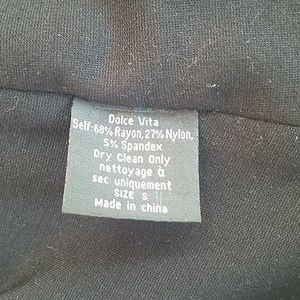 Dolce Vita
Self:68% Rayon,27% Nylon,
5% Spandex
Dry Clean Only
nettoyage α
sec uniquement
SIZE S
Made in china